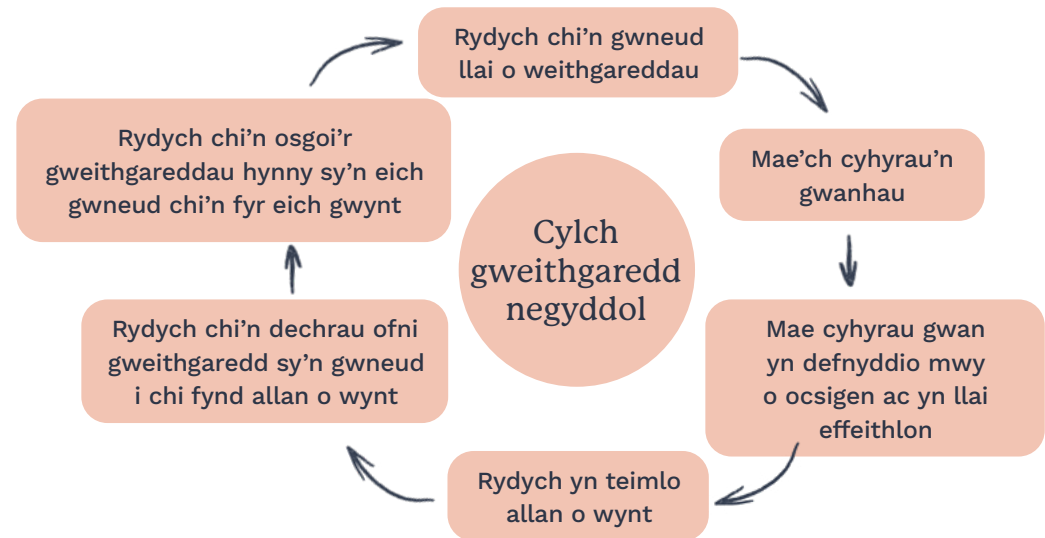 Rydych chi’n gwneud
llai o weithgareddau
Mae’ch cyhyrau’n
gwanhau
Mae cyhyrau gwan
yn defnyddio mwy
o ocsigen ac yn llai
effeithlon
Rydych yn teimlo
allan o wynt
Rydych chi’n dechrau ofni
gweithgaredd sy’n gwneud
i chi fynd allan o wynt
Rydych chi’n osgoi’r
gweithgareddau hynny sy’n eich
gwneud chi’n fyr eich gwynt
Cylch
gweithgaredd
negyddol